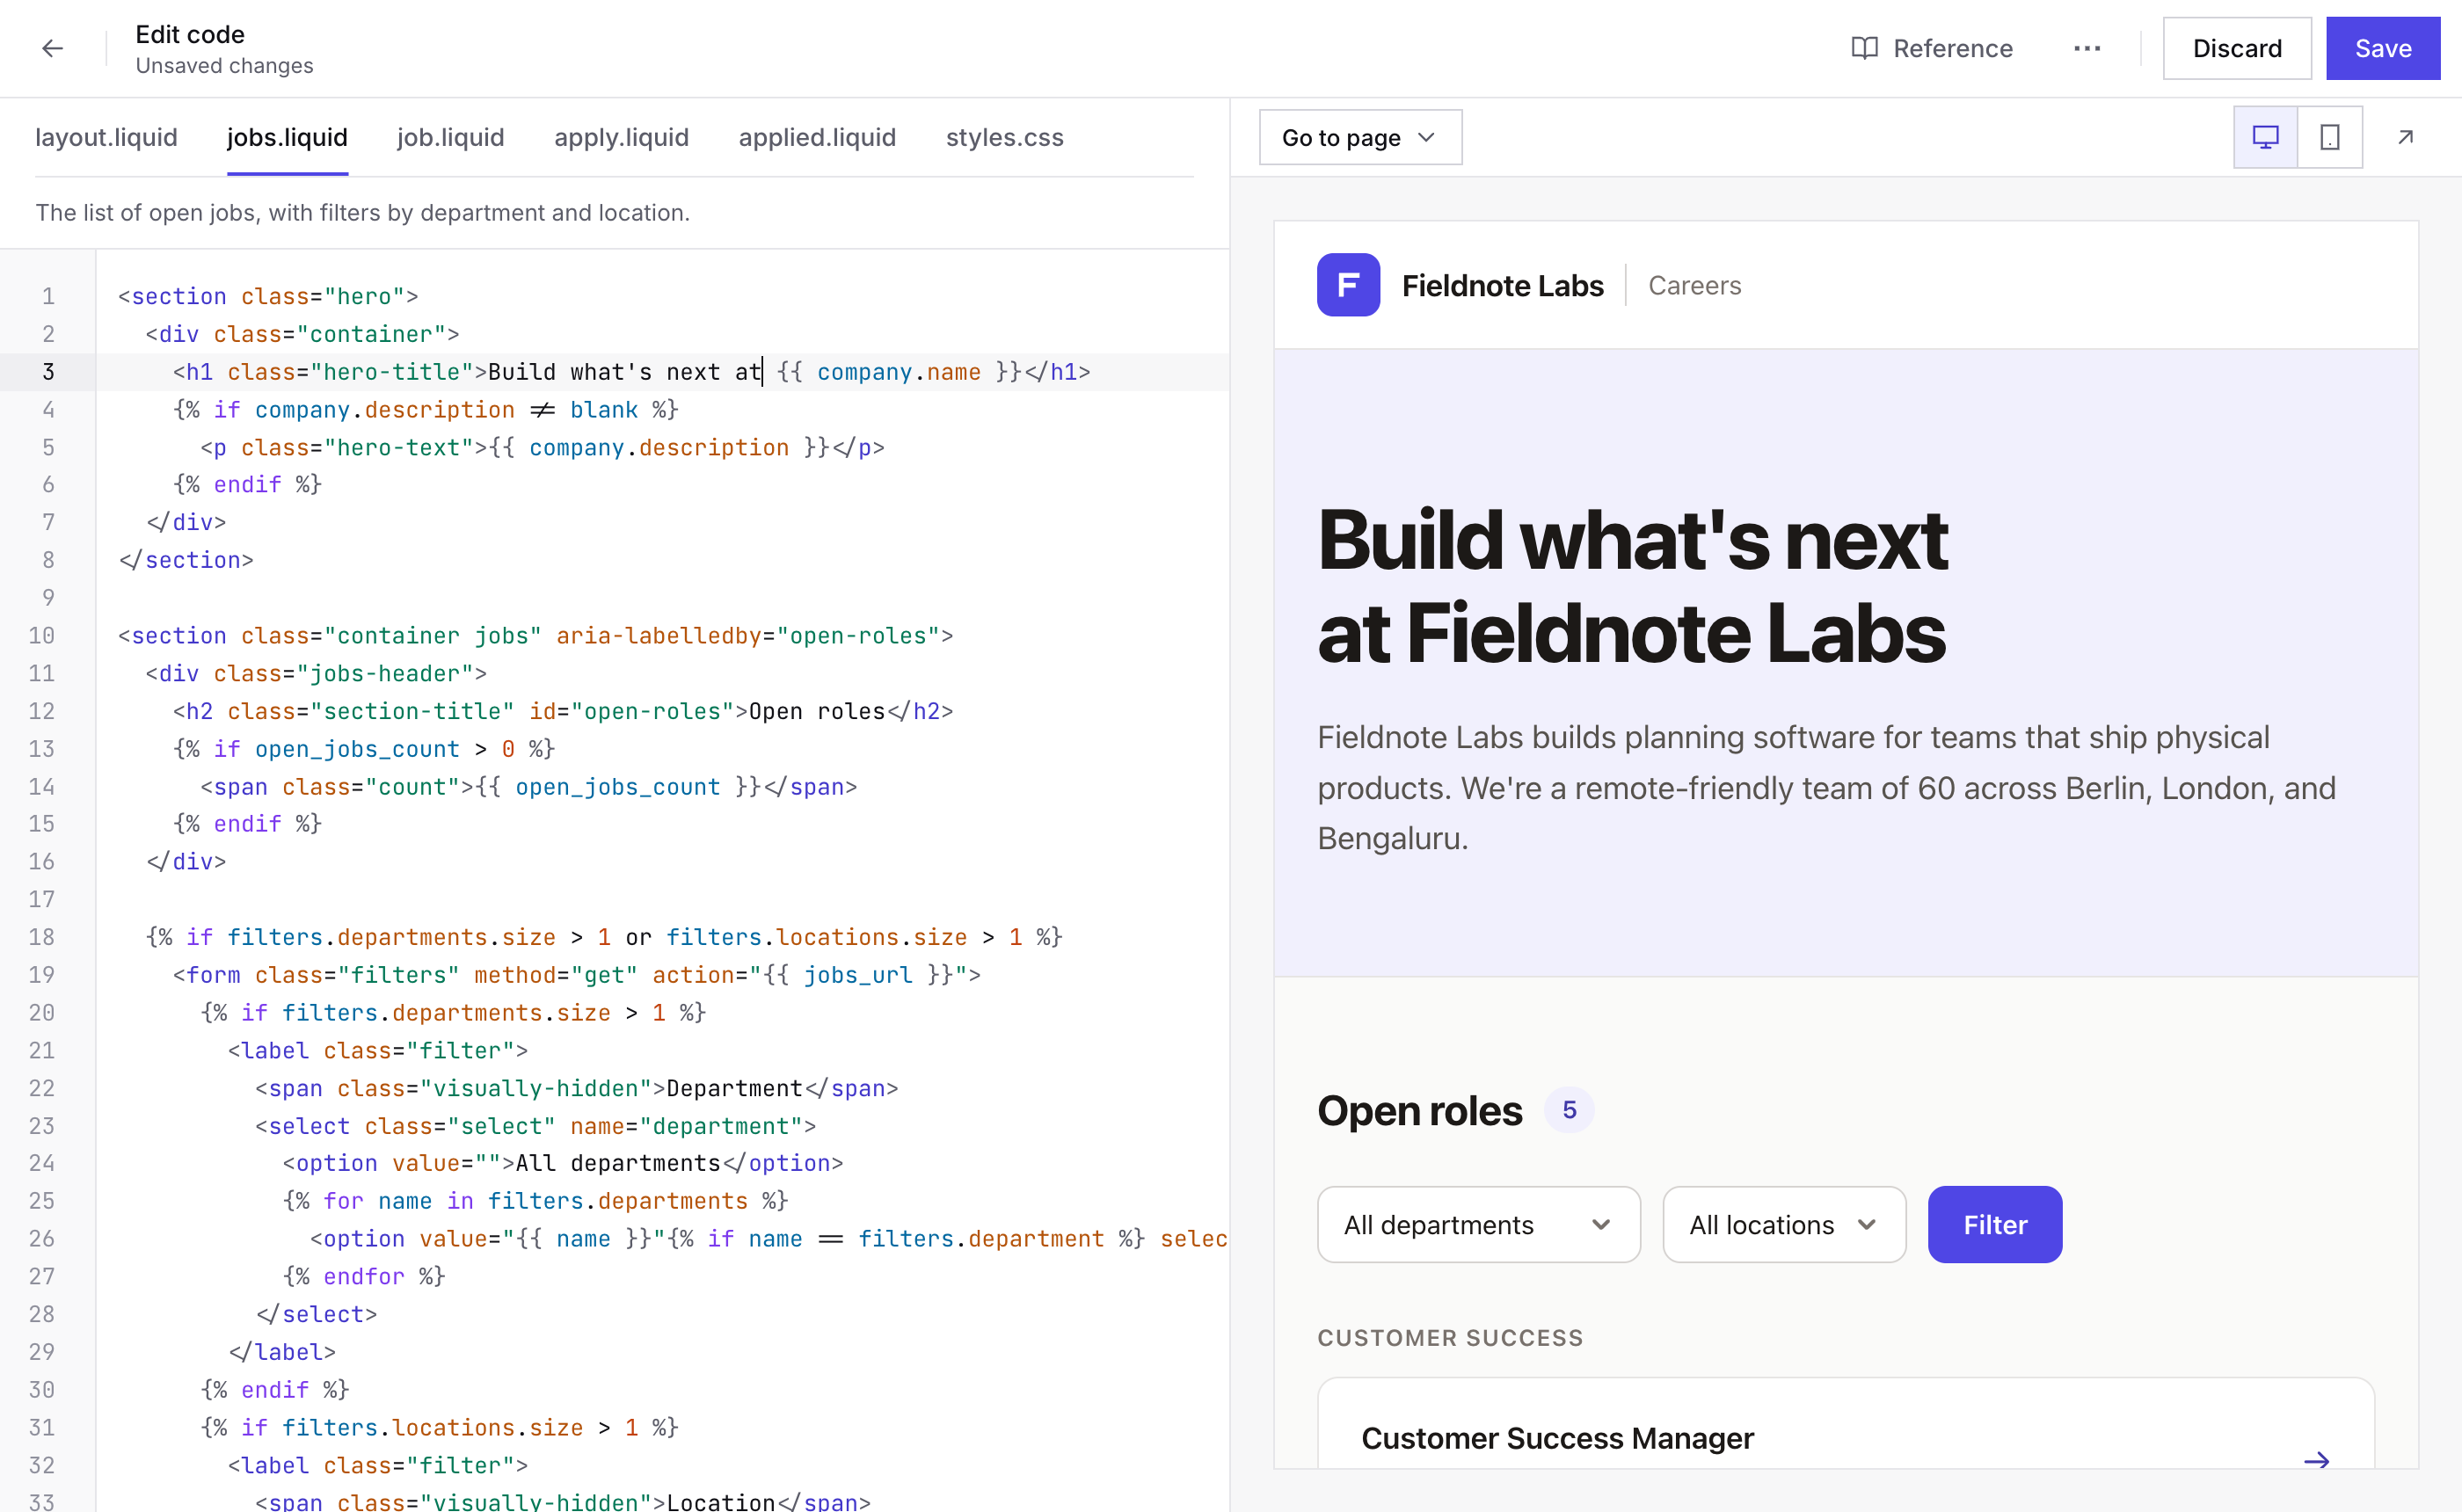 Edit code
Unsaved changes
Reference
Discard
Save
layout.liquid
jobs.liquid
job.liquid
apply.liquid
applied.liquid
styles.css
The list of open jobs, with filters by department and location.
1 <section class="hero">
2 <div class="container">
3 <h1 class="hero-title">Build what's next at {{ company.name }}</h1>
4 {% if company.description != blank %}
5 <p class="hero-text">{{ company.description }}</p>
6 {% endif %}
7 </div>
8 </section>
9
10 <section class="container jobs" aria-labelledby="open-roles">
11 <div class="jobs-header">
12 <h2 class="section-title" id="open-roles">Open roles</h2>
13 {% if open_jobs_count > 0 %}
14 <span class="count">{{ open_jobs_count }}</span>
15 {% endif %}
16 </div>
17
18 {% if filters.departments.size > 1 or filters.locations.size > 1 %}
19 <form class="filters" method="get" action="{{ jobs_url }}">
20 {% if filters.departments.size > 1 %}
21 <label class="filter">
22 <span class="visually-hidden">Department</span>
23 <select class="select" name="department">
24 <option value="">All departments</option>
25 {% for name in filters.departments %}
26 <option value="{{ name }}"{% if name == filters.department %} selec
27 {% endfor %}
28 </select>
29 </label>
30 {% endif %}
31 {% if filters.locations.size > 1 %}
32 <label class="filter">
33 <span class="visually-hidden">Location</span>
Go to page
F
Fieldnote Labs
Careers
Build what's next
at Fieldnote Labs
Fieldnote Labs builds planning software for teams that ship physical
products. We're a remote-friendly team of 60 across Berlin, London, and
Bengaluru.
Open roles 5
All departments
All locations
Filter
CUSTOMER SUCCESS
Customer Success Manager